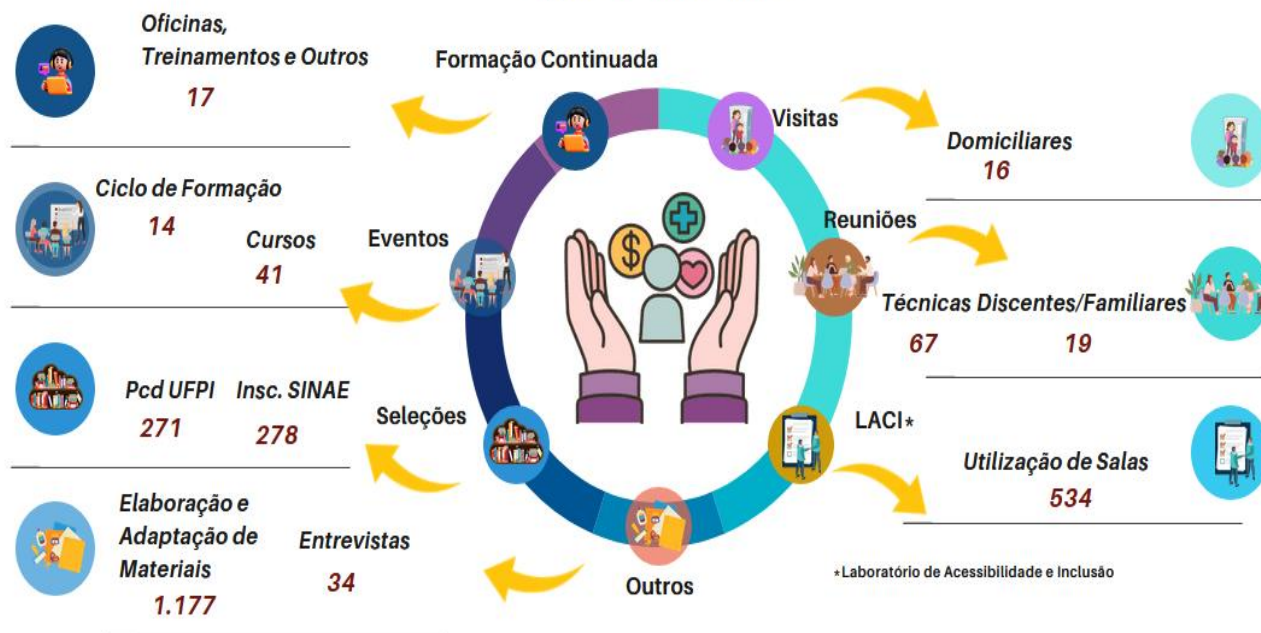 Oficinas,
Treinamentos e Outros
17
Formação Continuada
Visitas
Domiciliares
16
Ciclo de Formação
14
Cursos
41
Eventos
Reuniões
Técnicas Discentes/Familiares
67 19
Pcd UFPI Insc. SINAE
271 278
Seleções
LACI*
Utilização de Salas
534
Elaboração e
Adaptação de
Materiais
1.177
Entrevistas
34
Outros
*Laboratório de Acessibilidade e Inclusão
$